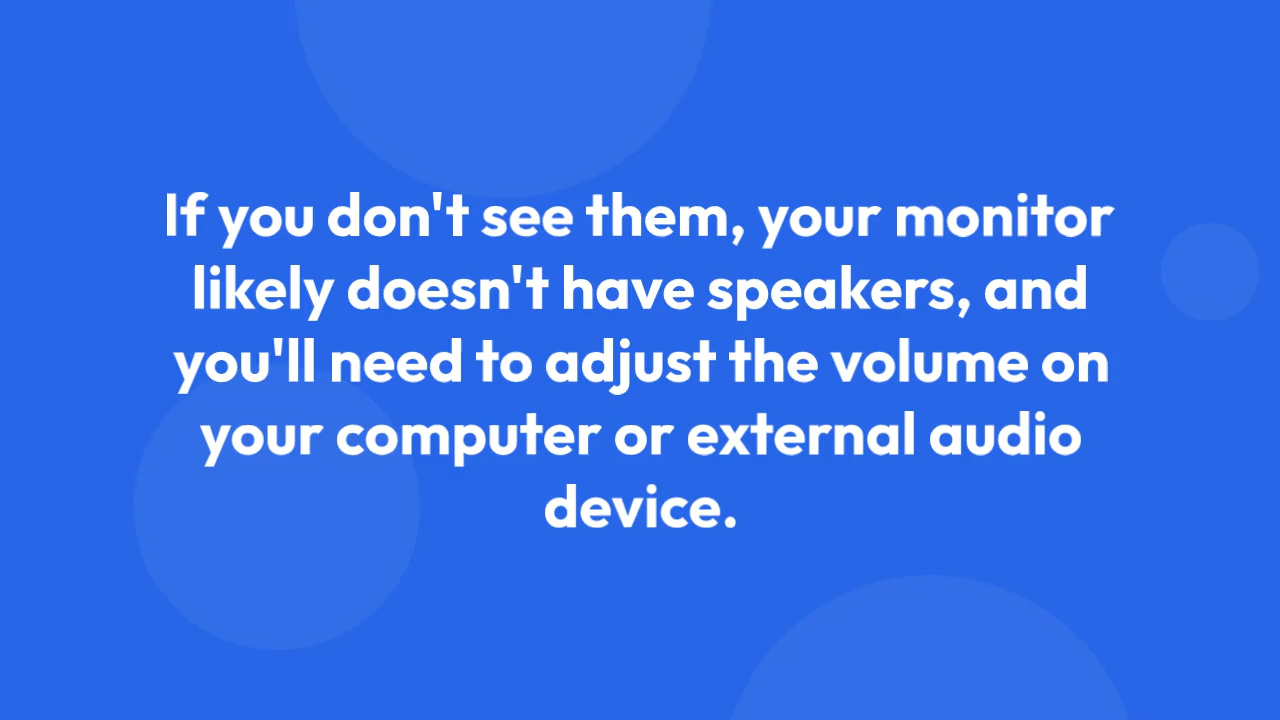 If you don't see them, your monitor
likely doesn't have speakers, and
you'll need to adjust the volume on
your computer or external audio
device.